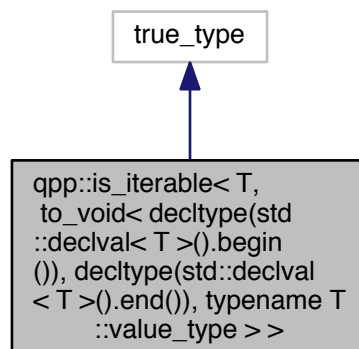 true_type
qpp::is_iterable< T,
to_void< decltype(std
::declval< T >().begin
()), decltype(std::declval
< T >().end()), typename T
::value_type > >